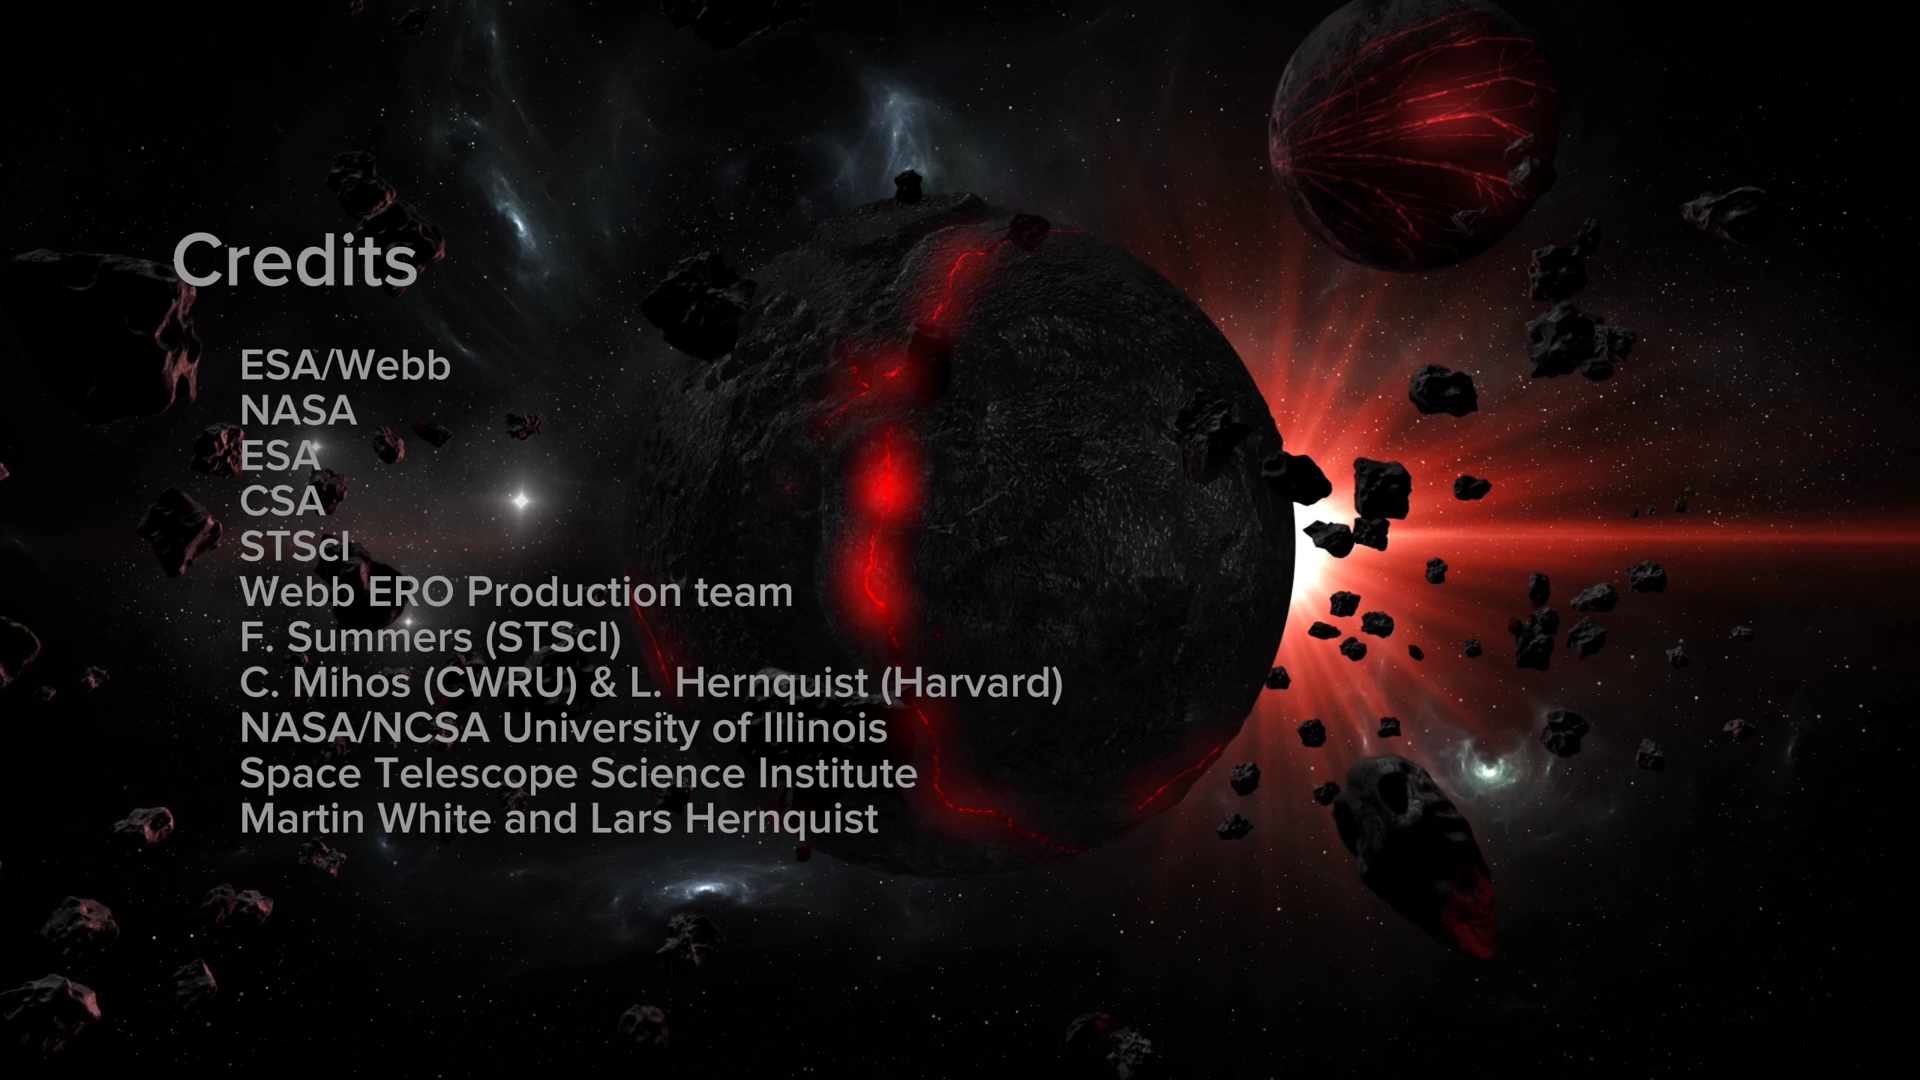 Credits
ESA/Webb
NASA
ESA
CSA
STScI
Webb ERO Production team
F. Summers (STScI)
C. Mihos (CWRU) & L. Hernquist (Harvard)
NASA/NCSA University of Illinois
Space Telescope Science Institute
Martin White and Lars Hernquist